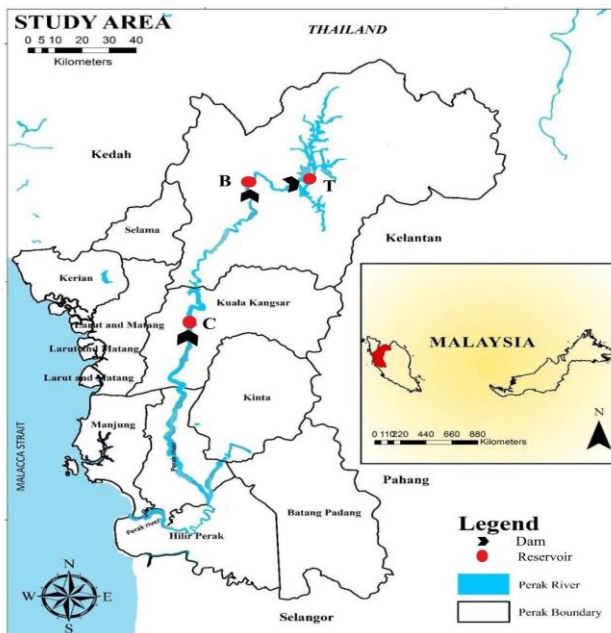 STUDY AREA
0 5 10 20 30 40
Kilometers
THAILAND
Kedah
B
T
Selama
Kelantan
Kerian
Kuala Kangsar
Larut and Matang
C
Larut and Matang
Larut and Matang
Kinta
Manjung
MALACCA STRAIT
Perak river
Perak river
Hilir Perak
Batang Padang
Pahang
Selangor
MALAYSIA
N
0 110 220 440 660 880
Kilometers
Legend
Dam
Reservoir
Perak River
Perak Boundary
N
W
E
S